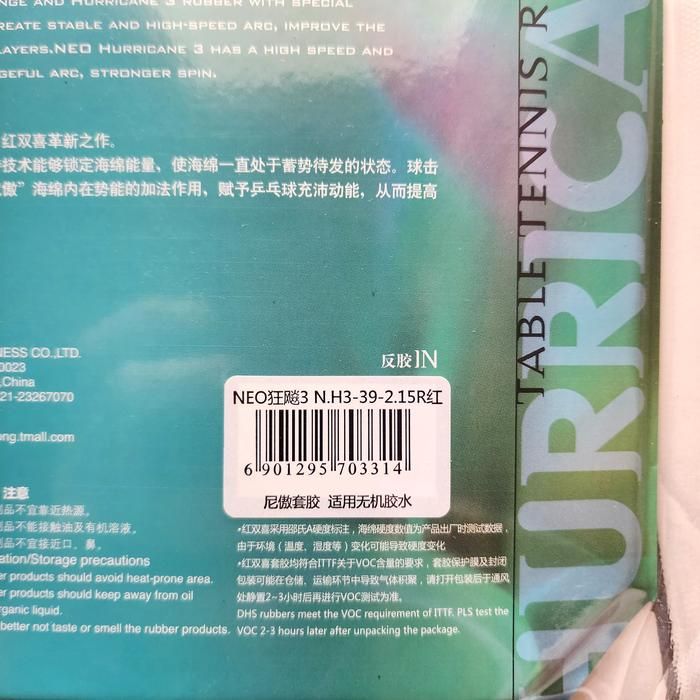 NGE AND HURRICANE 3 RUBBER WITH SPECIAL
REATE STABLE AND HIGH-SPEED ARC, IMPROVE THE
LAYERS.NEO HURRICANE 3 HAS A HIGH SPEED AND
GEFUL ARC, STRONGER SPIN.
红双喜革新之作。
技术能够锁定海绵能量，使海绵一直处于蓄势待发的状态。球击
傲”海绵内在势能的加法作用，赋予乒乓球充沛动能，从而提高
NESS CO.,LTD.
0023
,China
21-23267070
ong.tmall.com
反胶IN
NEO狂飚3 N.H3-39-2.15R红
6 901295 703314
尼傲套胶 适用无机胶水
注意
制品不宜靠近热源。
制品不能接触油及有机溶液。
制品不宜接近口、鼻。
ation/Storage precautions
er products should avoid heat-prone area.
er products should keep away from oil
organic liquid.
better not taste or smell the rubber products.
•红双喜采用邵氏A硬度标注，海绵硬度数值为产品出厂时测试数据，
由于环境（温度、湿度等）变化可能导致硬度变化
•红双喜套胶均符合ITTF关于VOC含量的要求，套胶保护膜及封闭
包装可能在仓储、运输环节中导致气体积聚，请打开包装后于通风
处静置2~3小时后再进行VOC测试为准。
DHS rubbers meet the VOC requirement of ITTF. PLS test the
VOC 2-3 hours later after unpacking the package.
TABLE TENNIS R
HURRICA